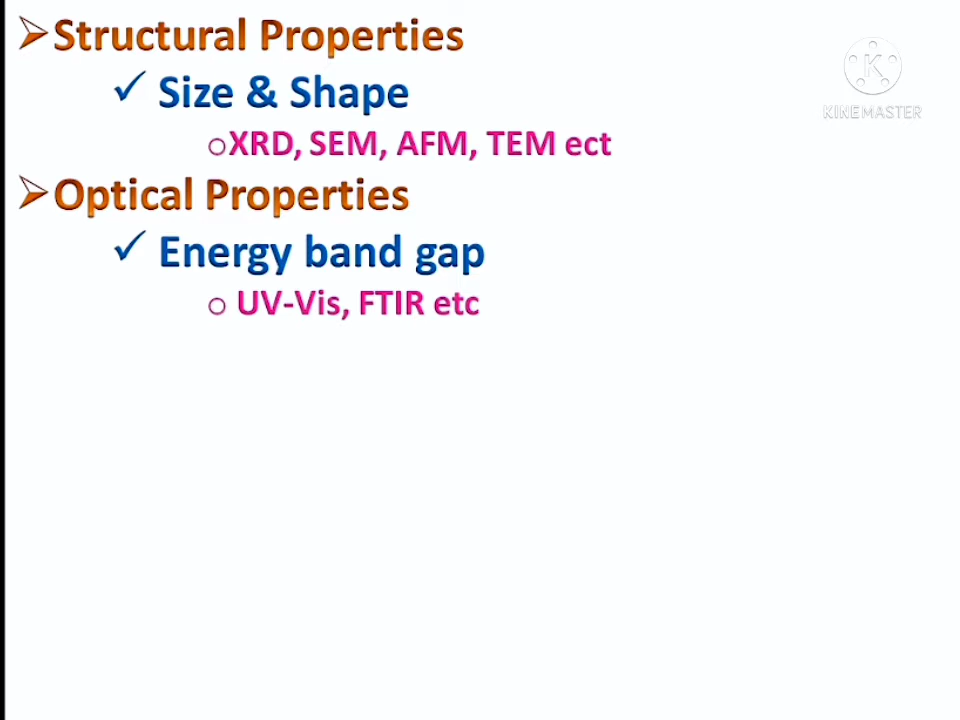 Structural Properties
Size & Shape
XRD, SEM, AFM, TEM ect
Optical Properties
Energy band gap
UV-Vis, FTIR etc
K
KINEMASTER